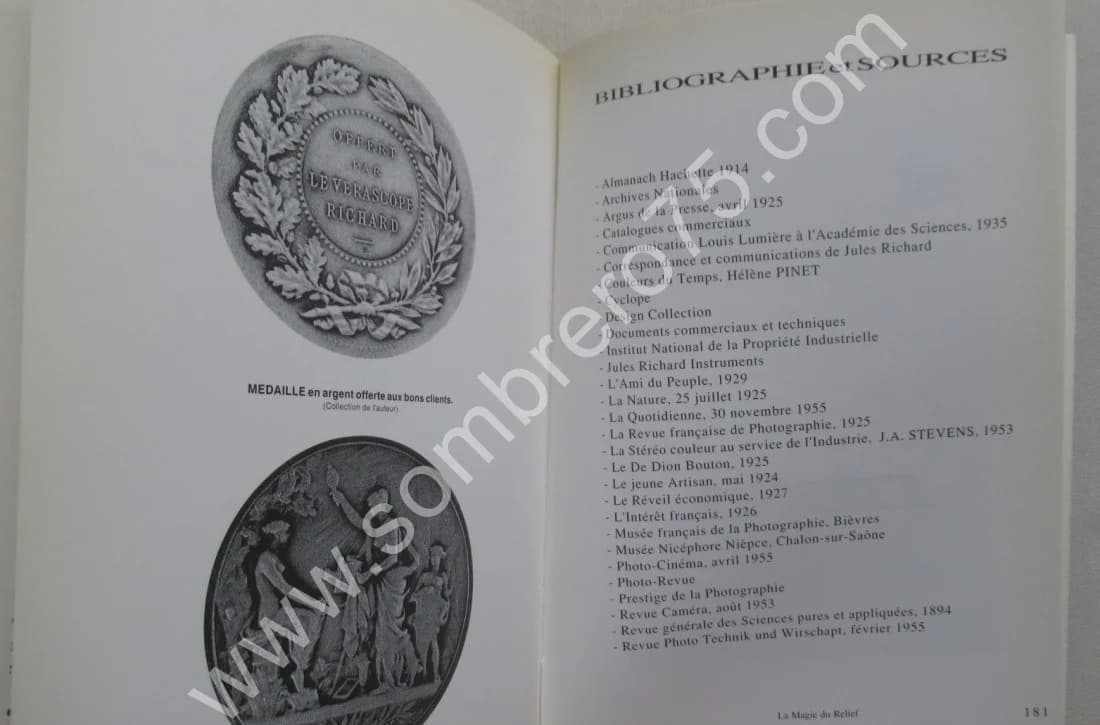 OFFERT
PAR
LE VERASCOPE
RICHARD
MEDAILLE en argent offerte aux bons clients.
(Collection de l'auteur).
BIBLIOGRAPHIE et SOURCES
- Almanach Hachette 1914
- Archives Nationales
- Argus de la Presse, avril 1925
- Catalogues commerciaux
- Communication Louis Lumière à l'Académie des Sciences, 1935
- Correspondance et communications de Jules Richard
- Couleurs du Temps, Hélène PINET
- Cyclope
- Design Collection
- Documents commerciaux et techniques
- Institut National de la Propriété Industrielle
- Jules Richard Instruments
- L'Ami du Peuple, 1929
- La Nature, 25 juillet 1925
- La Quotidienne, 30 novembre 1955
- La Revue française de Photographie, 1925
- La Stéréo couleur au service de l'Industrie, J.A. STEVENS, 1953
- Le De Dion Bouton, 1925
- Le jeune Artisan, mai 1924
- Le Réveil économique, 1927
- L'Intérêt français, 1926
- Musée français de la Photographie, Bièvres
- Musée Nicéphore Nièpce, Chalon-sur-Saône
- Photo-Cinéma, avril 1955
- Photo-Revue
- Prestige de la Photographie
- Revue Caméra, août 1953
- Revue générale des Sciences pures et appliquées, 1894
- Revue Photo Technik und Wirschapt, février 1955
La Magie du Relief 181
www.sombrero75.com